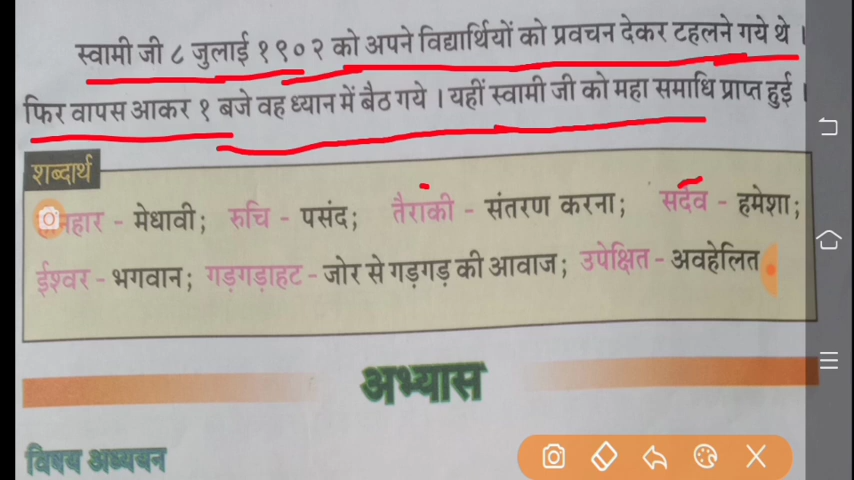 स्वामी जी ८ जुलाई १९०२ को अपने विद्यार्थियों को प्रवचन देकर टहलने गये थे ।
फिर वापस आकर १ बजे वह ध्यान में बैठ गये । यहीं स्वामी जी को महा समाधि प्राप्त हुई ।
शब्दार्थ
- मेधावी; रुचि - पसंद; तैराकी - संतरण करना; सदैव - हमेशा;
ईश्वर - भगवान; गड़गड़ाहट - जोर से गड़गड़ की आवाज; उपेक्षित - अवहेलित
अभ्यास
विषय अध्ययन